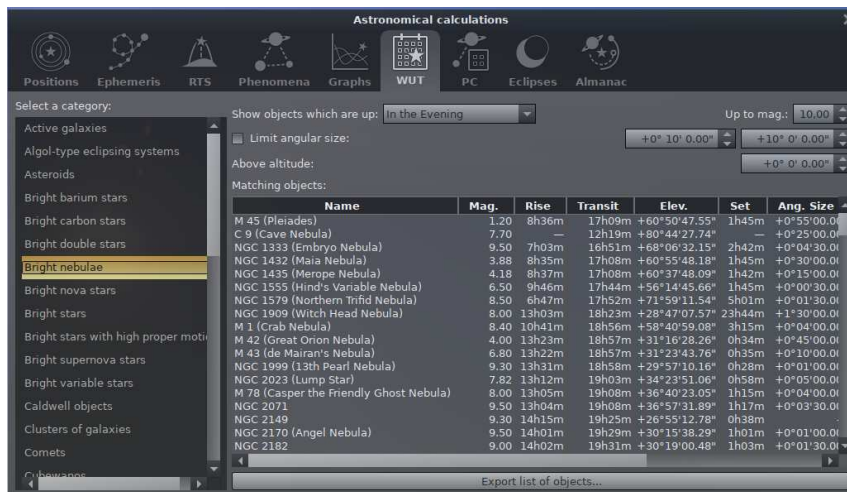 Astronomical calculations
Positions Ephemeris RTS Phenomena Graphs WUT PC Eclipses Almanac
Select a category:
Active galaxies
Algol-type eclipsing systems
Asteroids
Bright barium stars
Bright carbon stars
Bright double stars
Bright nebulae
Bright nova stars
Bright stars
Bright stars with high proper moti
Bright supernova stars
Bright variable stars
Caldwell objects
Clusters of galaxies
Comets
Cubewanos
Show objects which are up: In the Evening Up to mag.: 10.00
Limit angular size: +0° 10' 0.00" +10° 0' 0.00"
Above altitude: +0° 0' 0.00"
Matching objects:
Name Mag. Rise Transit Elev. Set Ang. Size
M 45 (Pleiades) 1.20 8h36m 17h09m +60°50'47.55" 1h45m +0°55'00.0
C 9 (Cave Nebula) 7.70 — 12h19m +80°44'27.74" — +0°25'00.0
NGC 1333 (Embryo Nebula) 9.50 7h03m 16h51m +68°06'32.15" 2h42m +0°04'30.0
NGC 1432 (Maia Nebula) 3.88 8h35m 17h08m +60°55'48.18" 1h45m +0°30'00.0
NGC 1435 (Merope Nebula) 4.18 8h37m 17h08m +60°37'48.09" 1h42m +0°15'00.0
NGC 1555 (Hind's Variable Nebula) 6.50 9h46m 17h44m +56°14'45.66" 1h45m +0°00'30.0
NGC 1579 (Northern Trifid Nebula) 8.50 6h47m 17h52m +71°59'11.54" 5h01m +0°01'30.0
NGC 1909 (Witch Head Nebula) 8.00 13h03m 18h23m +28°47'07.57" 23h44m +1°30'00.0
M 1 (Crab Nebula) 8.40 10h41m 18h56m +58°40'59.08" 3h15m +0°04'00.0
M 42 (Great Orion Nebula) 4.00 13h23m 18h57m +31°16'28.26" 0h34m +0°45'00.0
M 43 (de Mairan's Nebula) 6.80 13h22m 18h57m +31°23'43.76" 0h35m +0°10'00.0
NGC 1999 (13th Pearl Nebula) 9.30 13h31m 18h58m +29°57'10.16" 0h28m +0°01'00.0
NGC 2023 (Lump Star) 7.82 13h12m 19h03m +34°23'51.06" 0h58m +0°05'00.0
M 78 (Casper the Friendly Ghost Nebula) 8.00 13h05m 19h08m +36°40'23.05" 1h15m +0°04'00.0
NGC 2071 9.50 13h04m 19h08m +36°57'31.89" 1h17m +0°03'30.0
NGC 2149 9.30 14h15m 19h25m +26°55'12.78" 0h38m
NGC 2170 (Angel Nebula) 9.50 14h01m 19h29m +30°15'38.29" 1h01m +0°01'00.0
NGC 2182 9.00 14h02m 19h31m +30°19'00.48" 1h03m +0°01'30.0
Export list of objects...